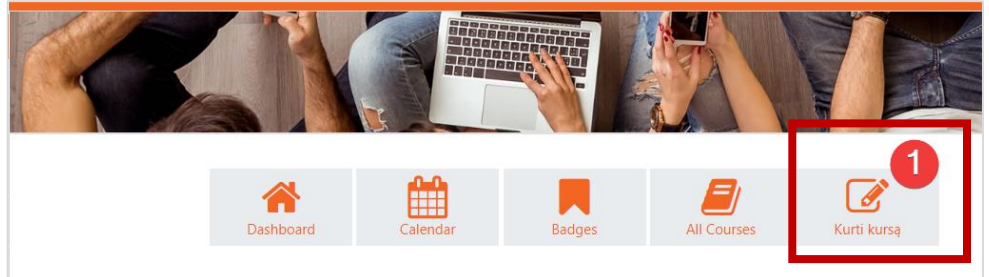 1
Dashboard
Calendar
Badges
All Courses
Kurti kursą